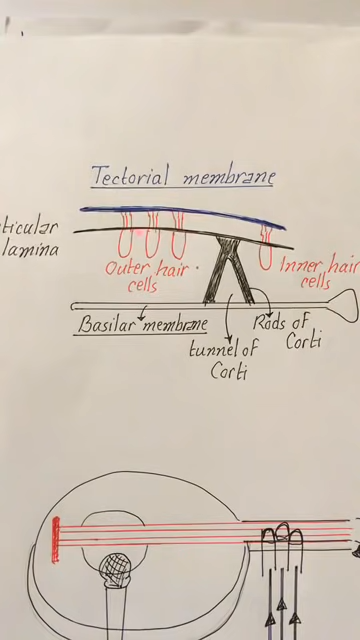 Tectorial membrane
ticular
lamina
Outer hair
cells
Inner hair
cells
Basilar membrane
Rods of
Corti
tunnel of
Corti